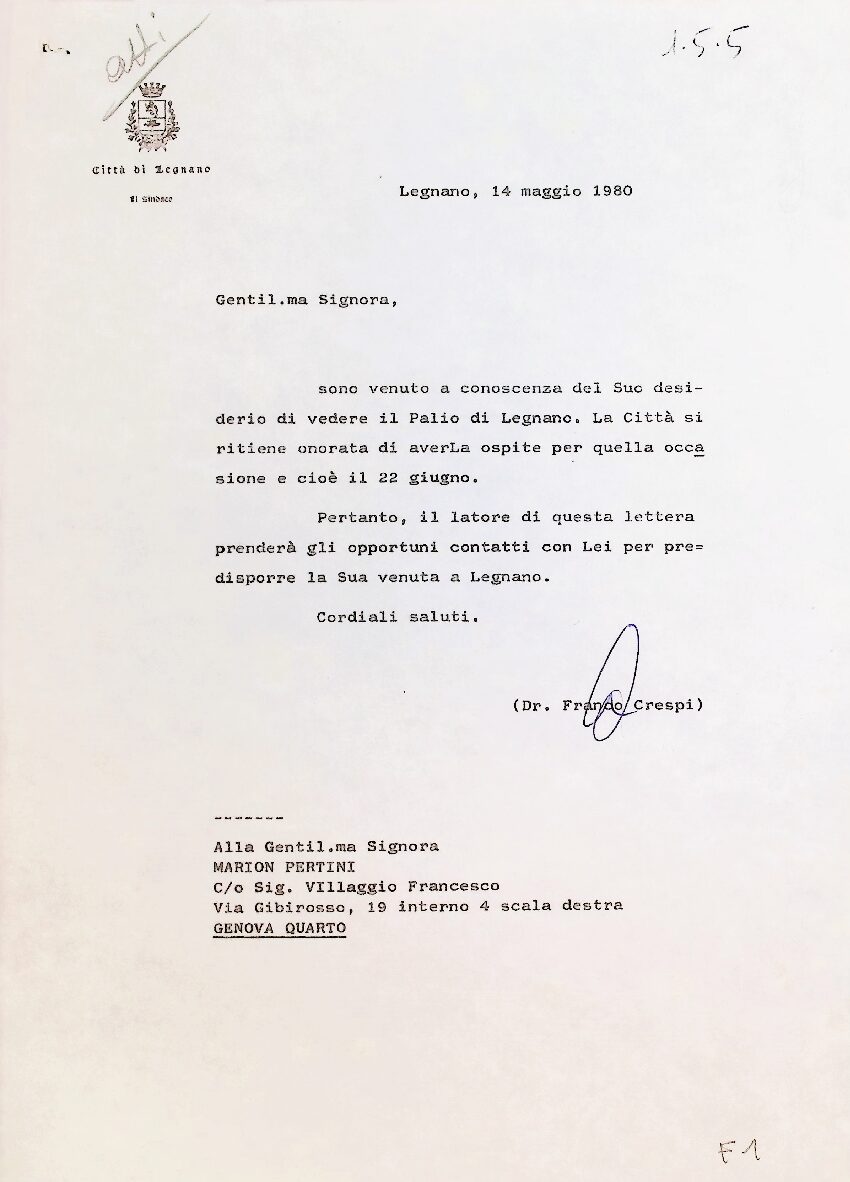 atti
1.5.5
Città di Legnano
Il Sindaco
Legnano, 14 maggio 1980
Gentil.ma Signora,
sono venuto a conoscenza del Suo desi-
derio di vedere il Palio di Legnano. La Città si
ritiene onorata di averLa ospite per quella occa
sione e cioè il 22 giugno.
Pertanto, il latore di questa lettera
prenderà gli opportuni contatti con Lei per pre=
disporre la Sua venuta a Legnano.
Cordiali saluti.
(Dr. Franco Crespi)
-------
Alla Gentil.ma Signora
MARION PERTINI
C/o Sig. VIllaggio Francesco
Via Gibirosso, 19 interno 4 scala destra
GENOVA QUARTO
F1